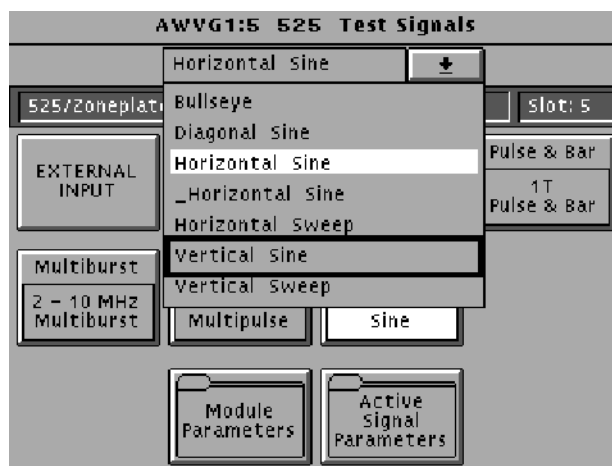 AWVG1:5 525 Test Signals
Horizontal Sine
525/Zoneplat
Slot: 5
Bullseye
Diagonal Sine
Horizontal Sine
_Horizontal Sine
Horizontal Sweep
Vertical Sine
Vertical Sweep
EXTERNAL
INPUT
Pulse & Bar
1T
Pulse & Bar
Multiburst
2 - 10 MHz
Multiburst
Multipulse
Sine
Module
Parameters
Active
Signal
Parameters